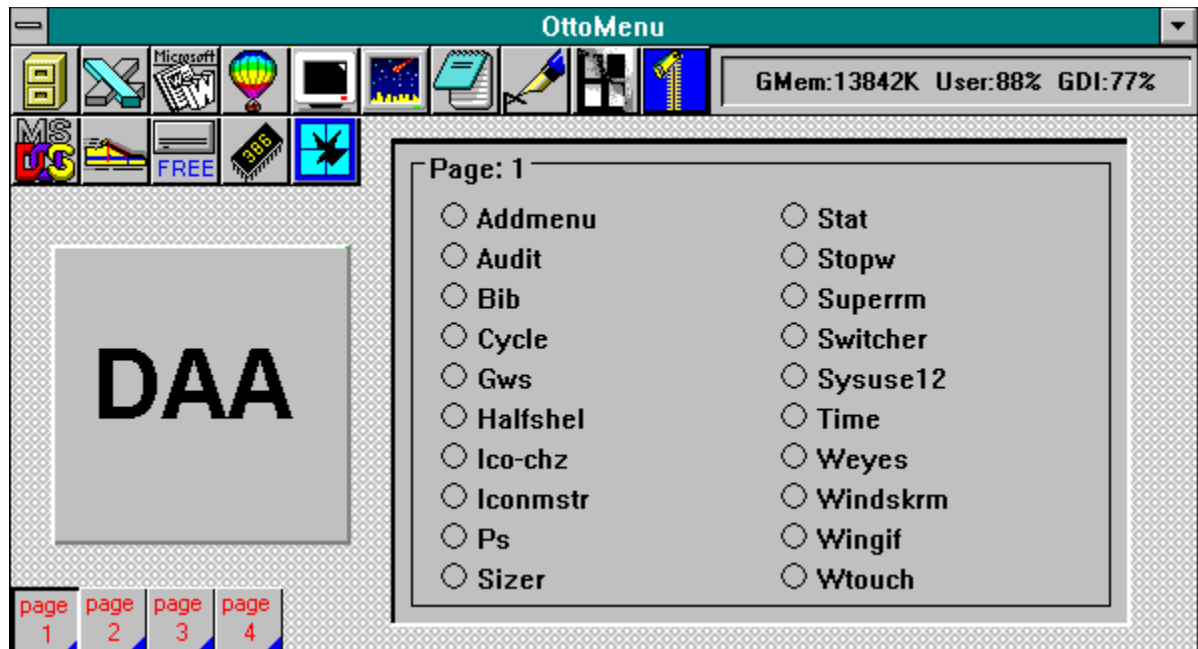 OttoMenu
Microsoft
W
GMem:13842K User:88% GDI:77%
MS
DOS
FREE
386
Page: 1
Addmenu
Stat
Audit
Stopw
Bib
Superrm
Cycle
Switcher
Gws
Sysuse12
Halfshel
Time
Ico-chz
Weyes
Iconmstr
Windskrm
Ps
Wingif
Sizer
Wtouch
DAA
page
1
page
2
page
3
page
4